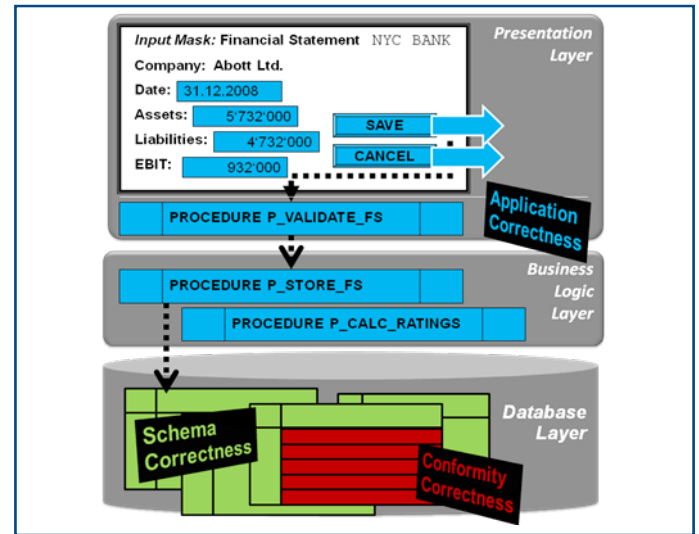 Input Mask: Financial Statement NYC BANK
Company: Abott Ltd.
Date: 31.12.2008
Assets: 5'732'000
Liabilities: 4'732'000
EBIT: 932'000
SAVE
CANCEL
Presentation
Layer
PROCEDURE P_VALIDATE_FS
Application
Correctness
PROCEDURE P_STORE_FS
PROCEDURE P_CALC_RATINGS
Business
Logic
Layer
Schema
Correctness
Conformity
Correctness
Database
Layer